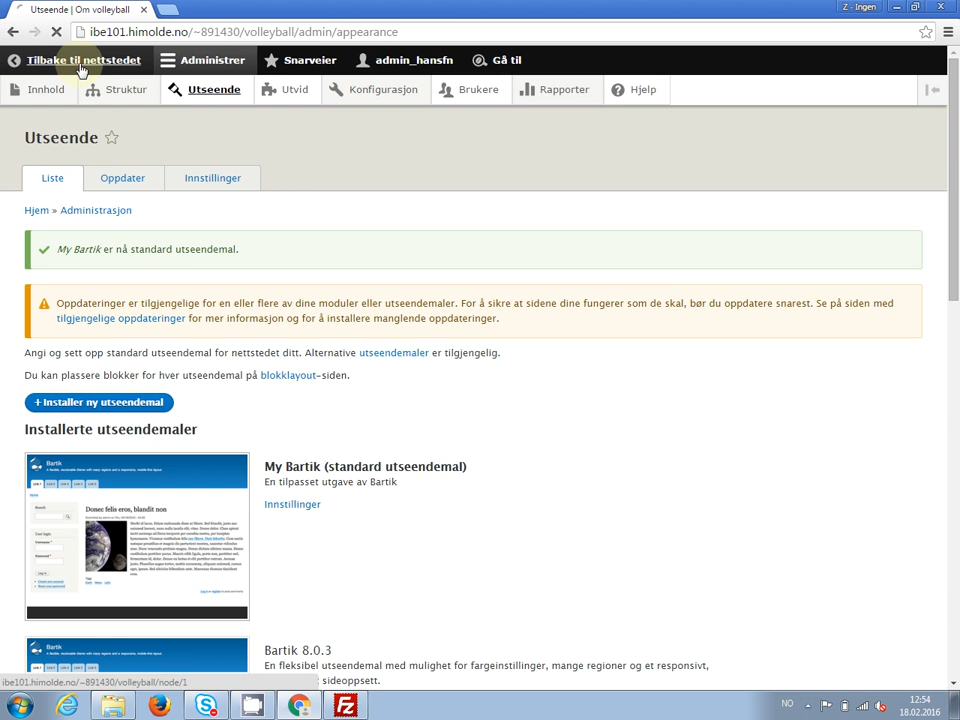 Utseende | Om volleyball
Z - Ingen
ibe101.himolde.no/~891430/volleyball/admin/appearance
Tilbake til nettstedet
Administrer
Snarveier
admin_hansfn
Gå til
Innhold
Struktur
Utseende
Utvid
Konfigurasjon
Brukere
Rapporter
Hjelp
Utseende
Liste
Oppdater
Innstillinger
Hjem » Administrasjon
My Bartik er nå standard utseendemal.
Oppdateringer er tilgjengelige for en eller flere av dine moduler eller utseendemaler. For å sikre at sidene dine fungerer som de skal, bør du oppdatere snarest. Se på siden med
tilgjengelige oppdateringer for mer informasjon og for å installere manglende oppdateringer.
Angi og sett opp standard utseendemal for nettstedet ditt. Alternative utseendemaler er tilgjengelig.
Du kan plassere blokker for hver utseendemal på blokklayout-siden.
+ Installer ny utseendemal
Installerte utseendemaler
Bartik
Donec felis eros, blandit non
My Bartik (standard utseendemal)
En tilpasset utgave av Bartik
Innstillinger
Bartik
Bartik 8.0.3
En fleksibel utseendemal med mulighet for fargeinstillinger, mange regioner og et responsivt,
sideoppsett.
ibe101.himolde.no/~891430/volleyball/node/1
NO
12:54
18.02.2016